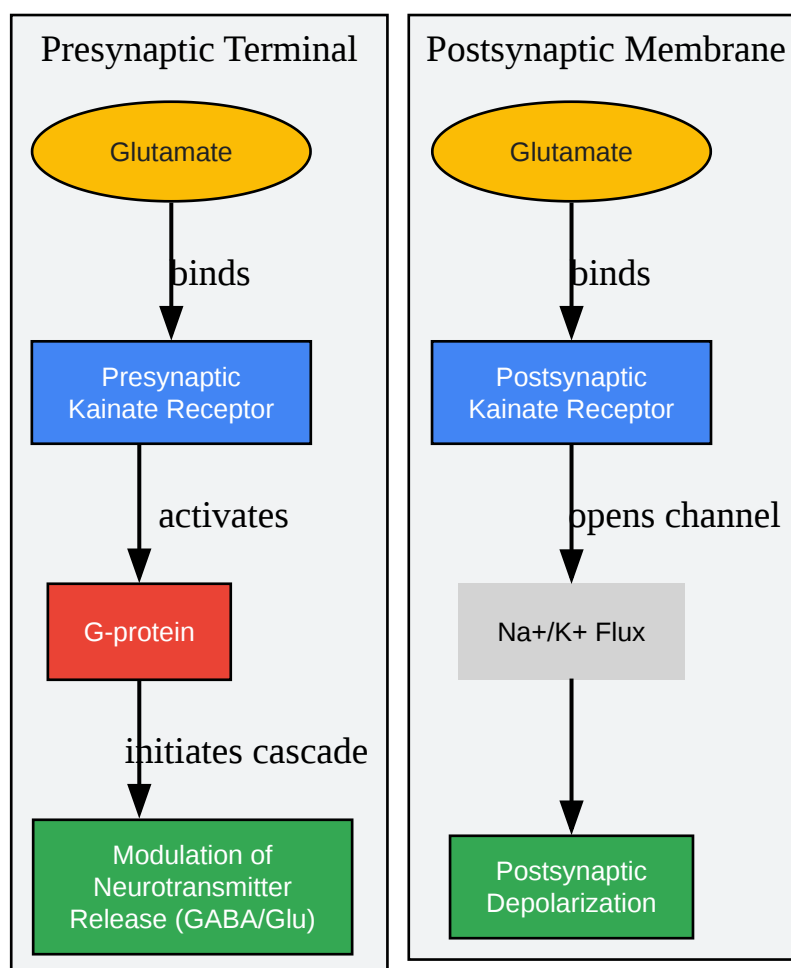 Presynaptic Terminal
Glutamate
binds
Presynaptic
Kainate Receptor
activates
G-protein
initiates cascade
Modulation of
Neurotransmitter
Release (GABA/Glu)
Postsynaptic Membrane
Glutamate
binds
Postsynaptic
Kainate Receptor
opens channel
Na+/K+ Flux
Postsynaptic
Depolarization